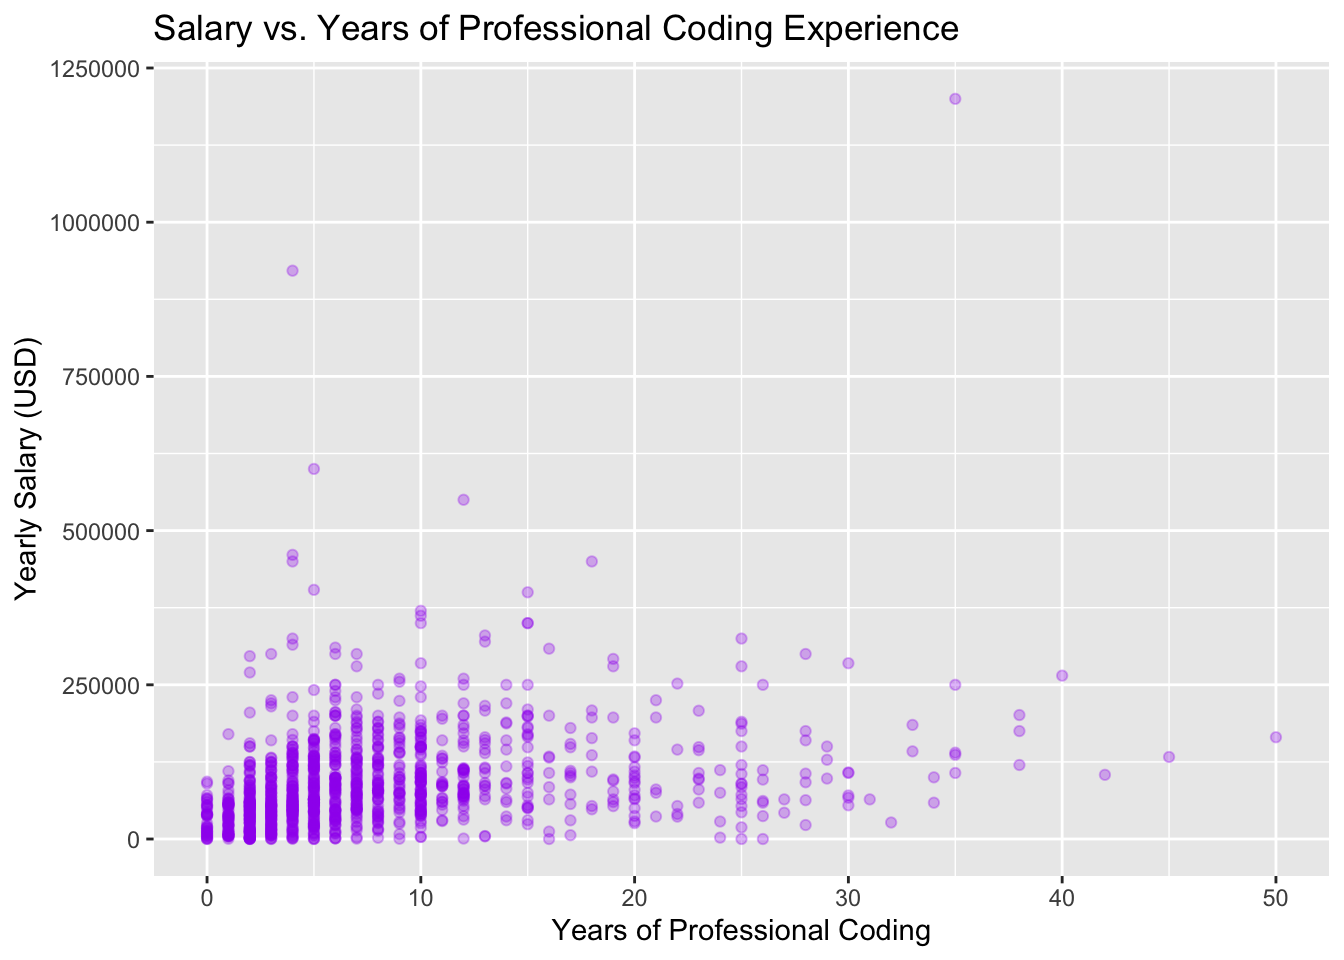 Salary vs. Years of Professional Coding Experience
1250000
1000000
750000
500000
250000
0
Yearly Salary (USD)
0 10 20 30 40 50
Years of Professional Coding